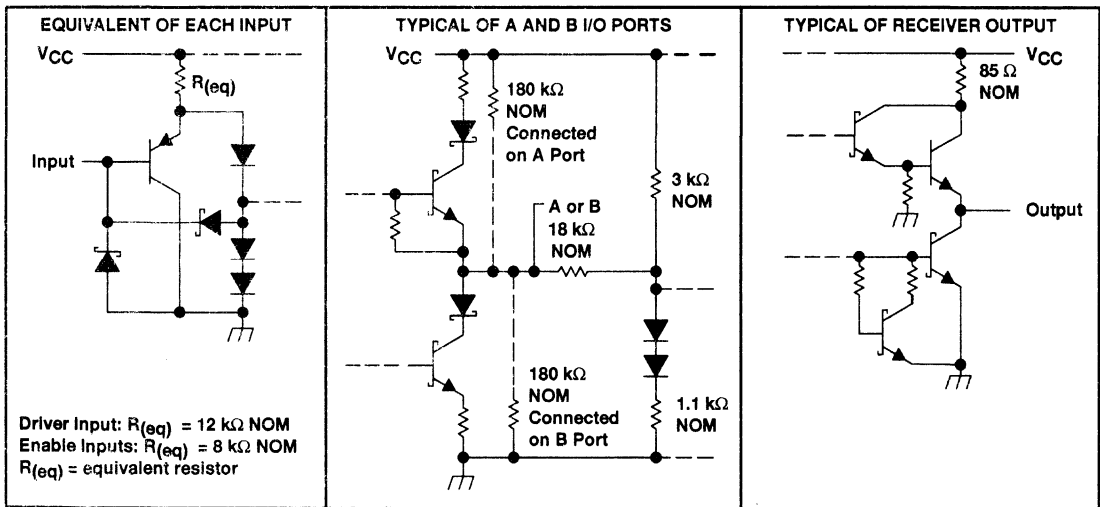 EQUIVALENT OF EACH INPUT
VCC
R(eq)
Input
Driver Input: R(eq) = 12 kΩ NOM
Enable Inputs: R(eq) = 8 kΩ NOM
R(eq) = equivalent resistor
TYPICAL OF A AND B I/O PORTS
VCC
180 kΩ
NOM
Connected
on A Port
3 kΩ
NOM
A or B
18 kΩ
NOM
180 kΩ
NOM
Connected
on B Port
1.1 kΩ
NOM
TYPICAL OF RECEIVER OUTPUT
VCC
85 Ω
NOM
Output